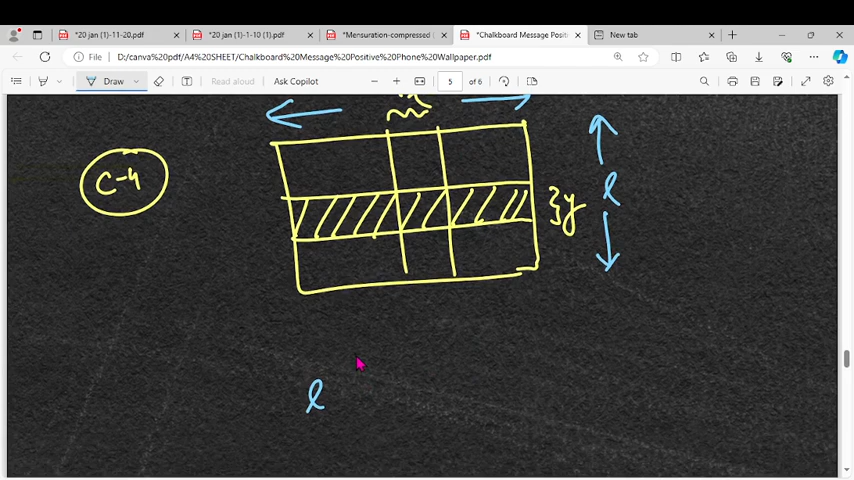 *20 jan (1)-11-20.pdf
*20 jan (1)-1-10 (1).pdf
*Mensuration-compressed (
*Chalkboard Message Posit
New tab
File
D:/canva%20pdf/A4%20SHEET/Chalkboard%20Message%20Positive%20Phone%20Wallpaper.pdf
Draw
Read aloud
Ask Copilot
5
of 6
C-4
y
l
l